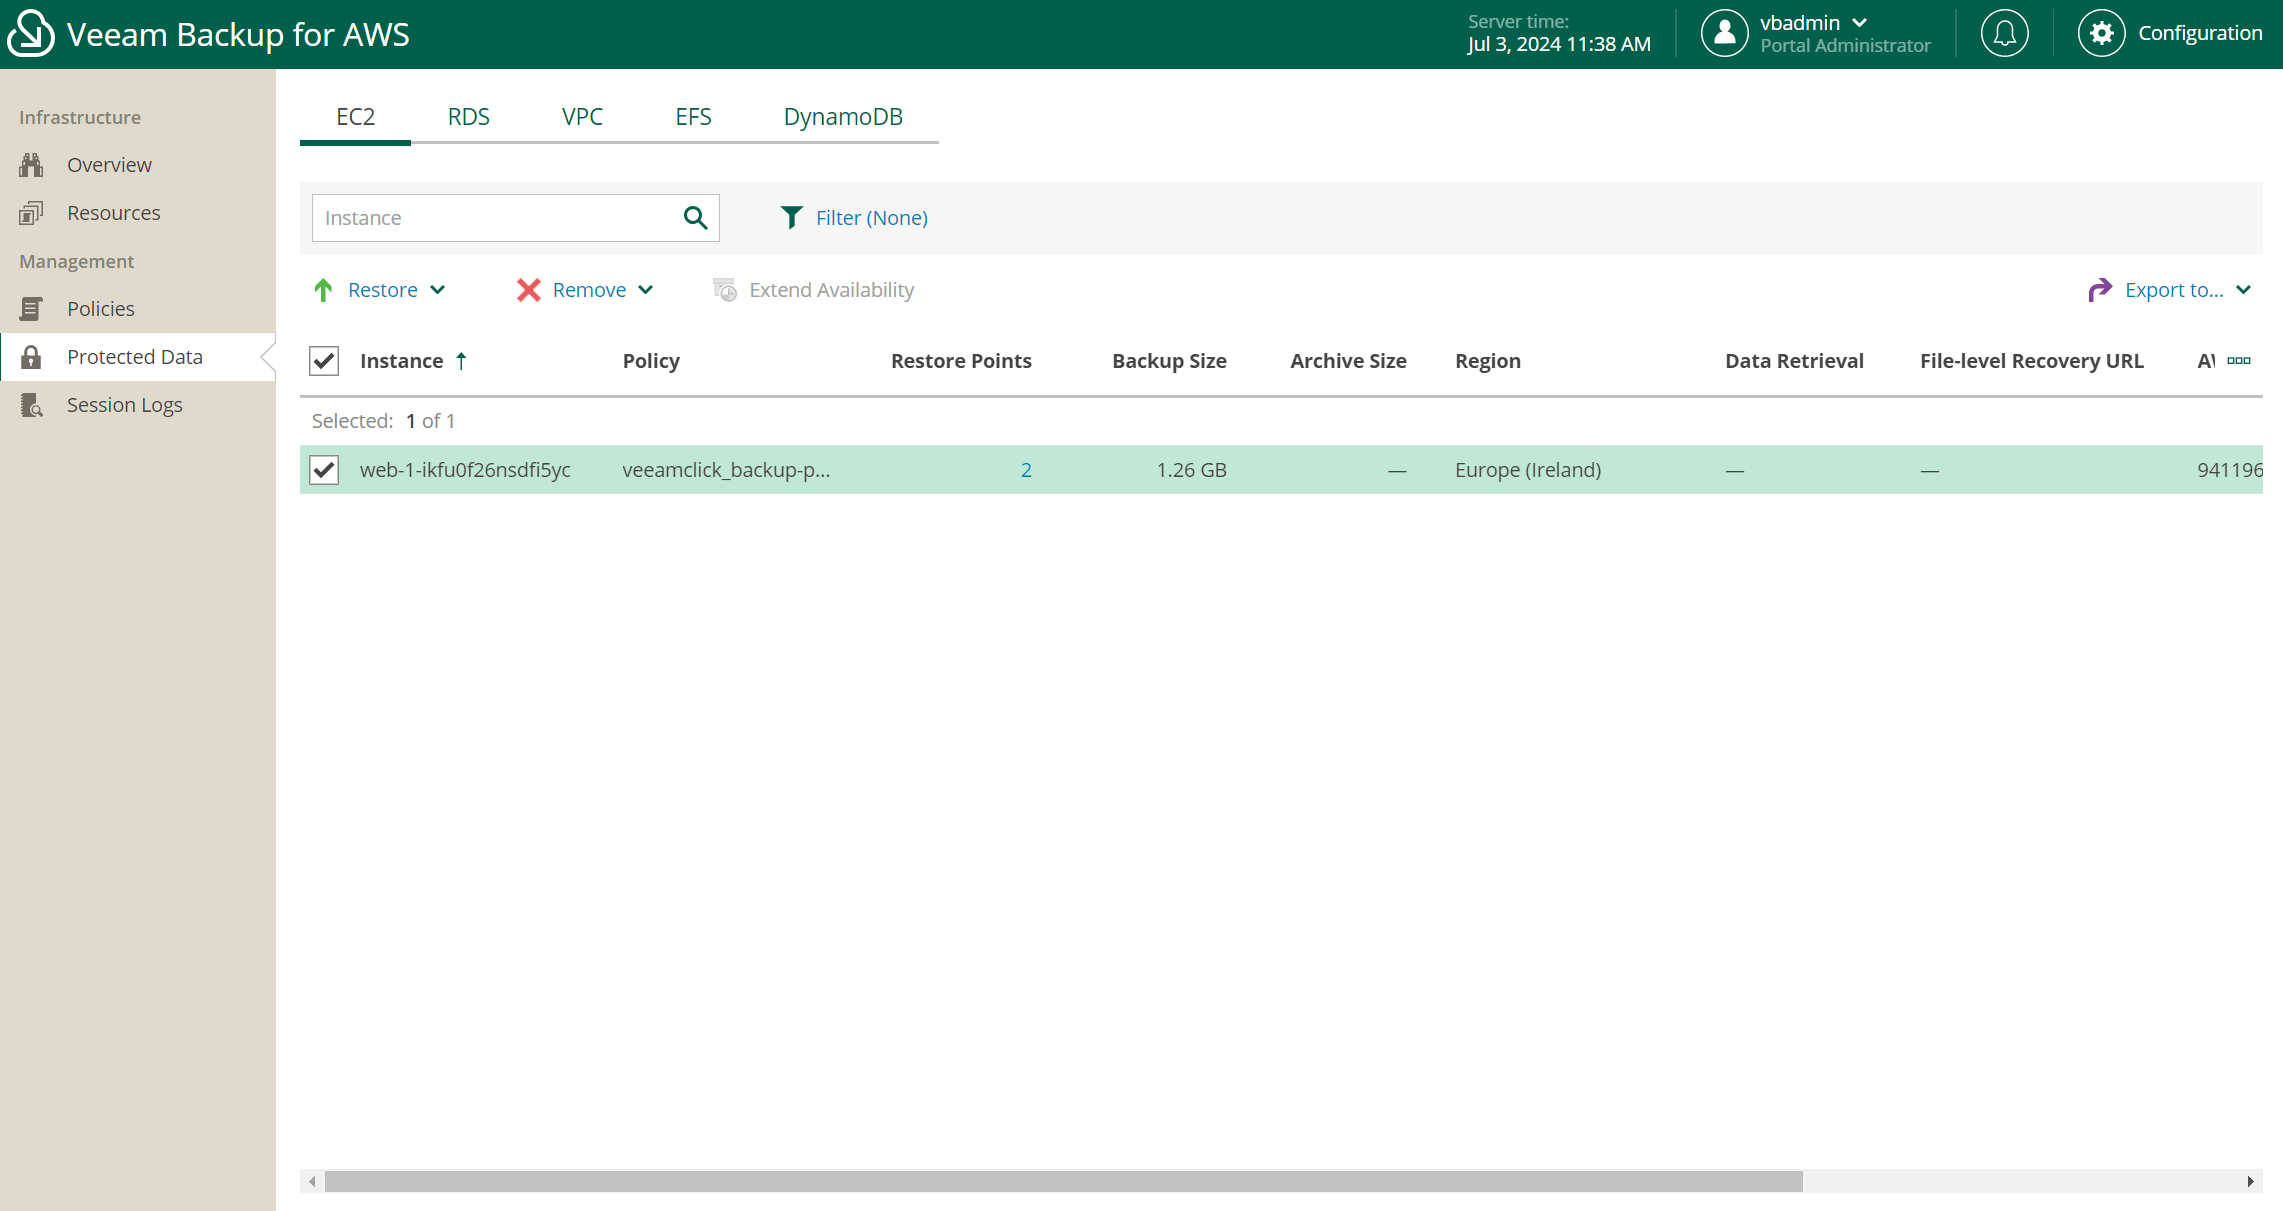 Veeam Backup for AWS
Server time:
Jul 3, 2024 11:38 AM
vbadmin
Portal Administrator
Configuration
Infrastructure
Overview
Resources
Management
Policies
Protected Data
Session Logs
EC2 RDS VPC EFS DynamoDB
Instance
Filter (None)
Restore Remove Extend Availability Export to...
Instance Policy Restore Points Backup Size Archive Size Region Data Retrieval File-level Recovery URL
Selected: 1 of 1
web-1-ikfu0f26nsdfi5yc veeamclick_backup-p... 2 1.26 GB — Europe (Ireland) — — 941196